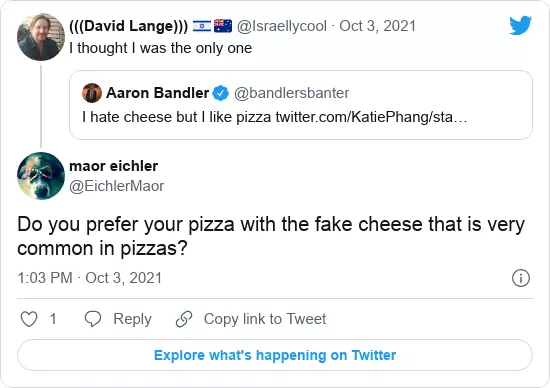 (((David Lange))) 🇮🇱 🇦🇺 @Israellycool · Oct 3, 2021
I thought I was the only one
Aaron Bandler @bandlersbanter
I hate cheese but I like pizza twitter.com/KatiePhang/sta…
maor eichler
@EichlerMaor
Do you prefer your pizza with the fake cheese that is very
common in pizzas?
1:03 PM · Oct 3, 2021
1 Reply Copy link to Tweet
Explore what's happening on Twitter